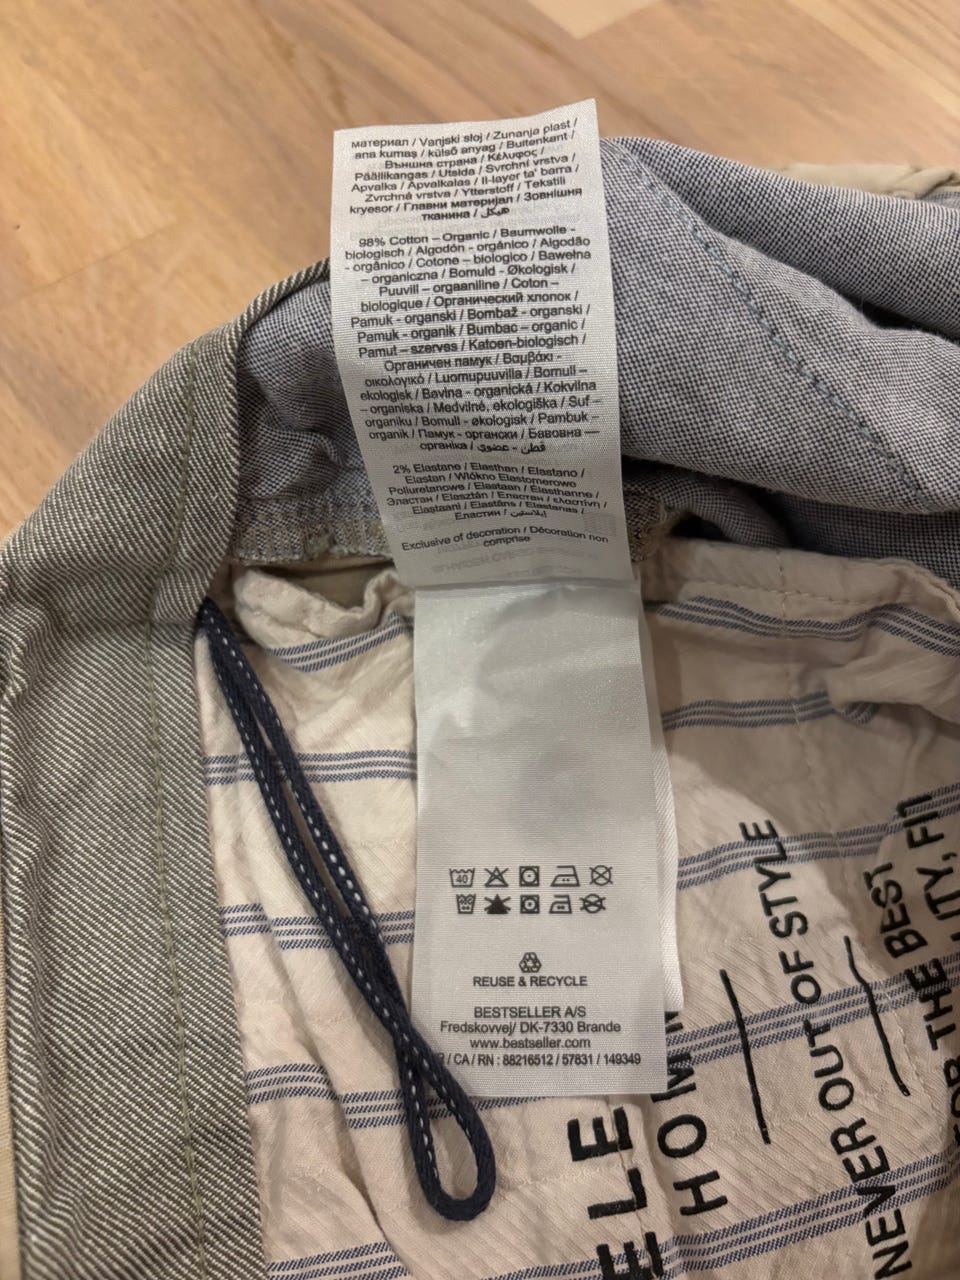 материал / Vanjski sloj / Zunanja plast /
ana kumaş / külső anyag / Buitenkant /
Външна страна / Κέλυφος /
Päällikangas / Utsida / Svrchní vrstva /
Apvalka / Apvalkalas / Il-layer ta' barra /
Zvrchná vrstva / Ytterstoff / Tekstili
kryesor / Главни материјал / Зовнішня
тканина / هيكل
98% Cotton – Organic / Baumwolle -
biologisch / Algodón - orgánico / Algodão
- orgânico / Cotone – biologico / Bawełna
– organiczna / Bomuld - Økologisk /
Puuvill – orgaaniline / Coton –
biologique / Органический хлопок /
Pamuk - organski / Bombaž - organski /
Pamuk - organik / Bumbac – organic /
Pamut – szerves / Katoen-biologisch /
Органичен памук / Βαμβάκι -
οικολογικό / Luomupuuvilla / Bomull –
ekologisk / Bavlna - organická / Kokvilna
– organiska / Medvilnė, ekologiška / Suf -
organiku / Bomull - økologisk / Pambuk -
organik / Памук - органски / Бавовна —
органіка / قطن - عضوي
2% Elastane / Elasthan / Elastano /
Elastan / Włókno Elastomerowe
Poliuretanowe / Elastaan / Elasthanne /
Эластан / Elasztán / Еластан / ελαστίνη /
Elastaani / Elastāns / Elastanas /
Еластин / إيلاستين
Exclusive of decoration / Décoration non
comprise
40
REUSE & RECYCLE
BESTSELLER A/S
Fredskovvej/ DK-7330 Brande
www.bestseller.com
/ CA / RN : 88216512 / 57831 / 149349
HOM
NEVER OUT OF STYLE
THE BEST